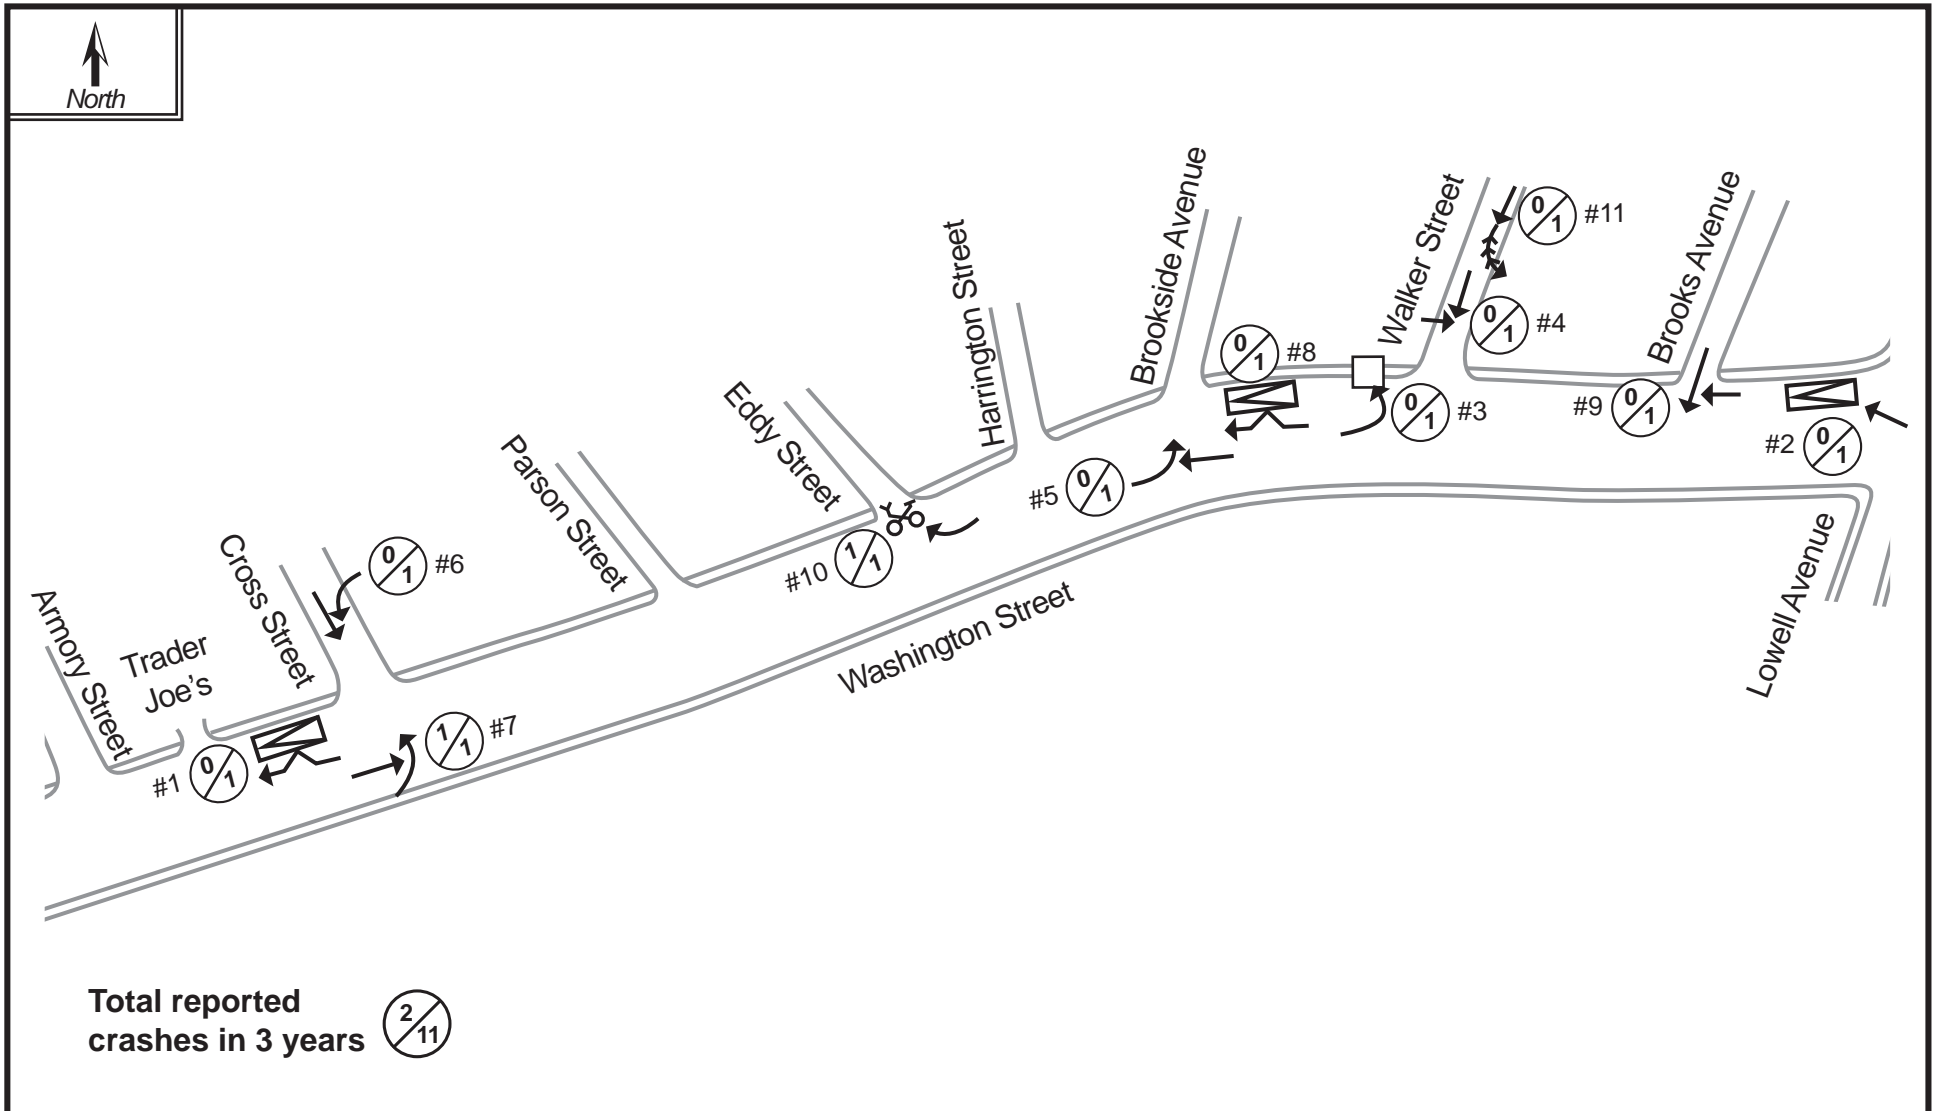 North
Armory Street
Trader
Joe's
Cross Street
Parson Street
Eddy Street
Harrington Street
Brookside Avenue
Walker Street
Brooks Avenue
Lowell Avenue
Washington Street
#1 0/1
0/1 #6
1/1 #7
#10 1/1
#5 0/1
0/1 #8
0/1 #3
0/1 #4
0/1 #11
#9 0/1
#2 0/1
Total reported
crashes in 3 years 2/11